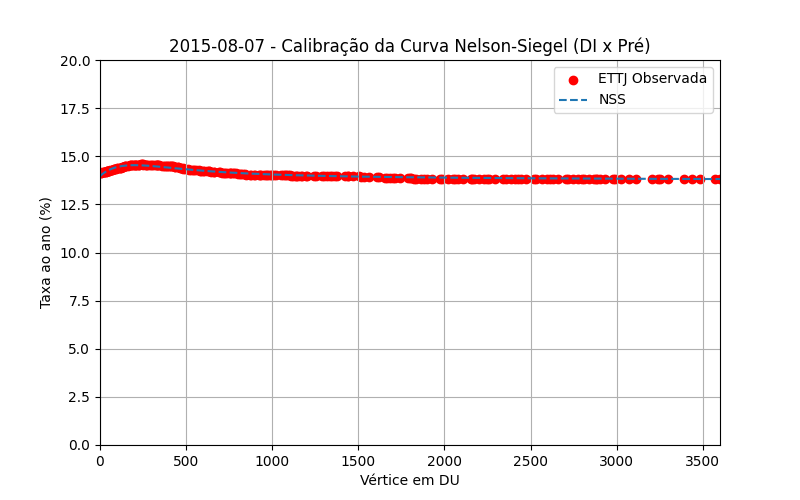 2015-08-07 - Calibração da Curva Nelson-Siegel (DI x Pré)
ETTJ Observada
NSS
Taxa ao ano (%)
20.0
17.5
15.0
12.5
10.0
7.5
5.0
2.5
0.0
0 500 1000 1500 2000 2500 3000 3500
Vértice em DU